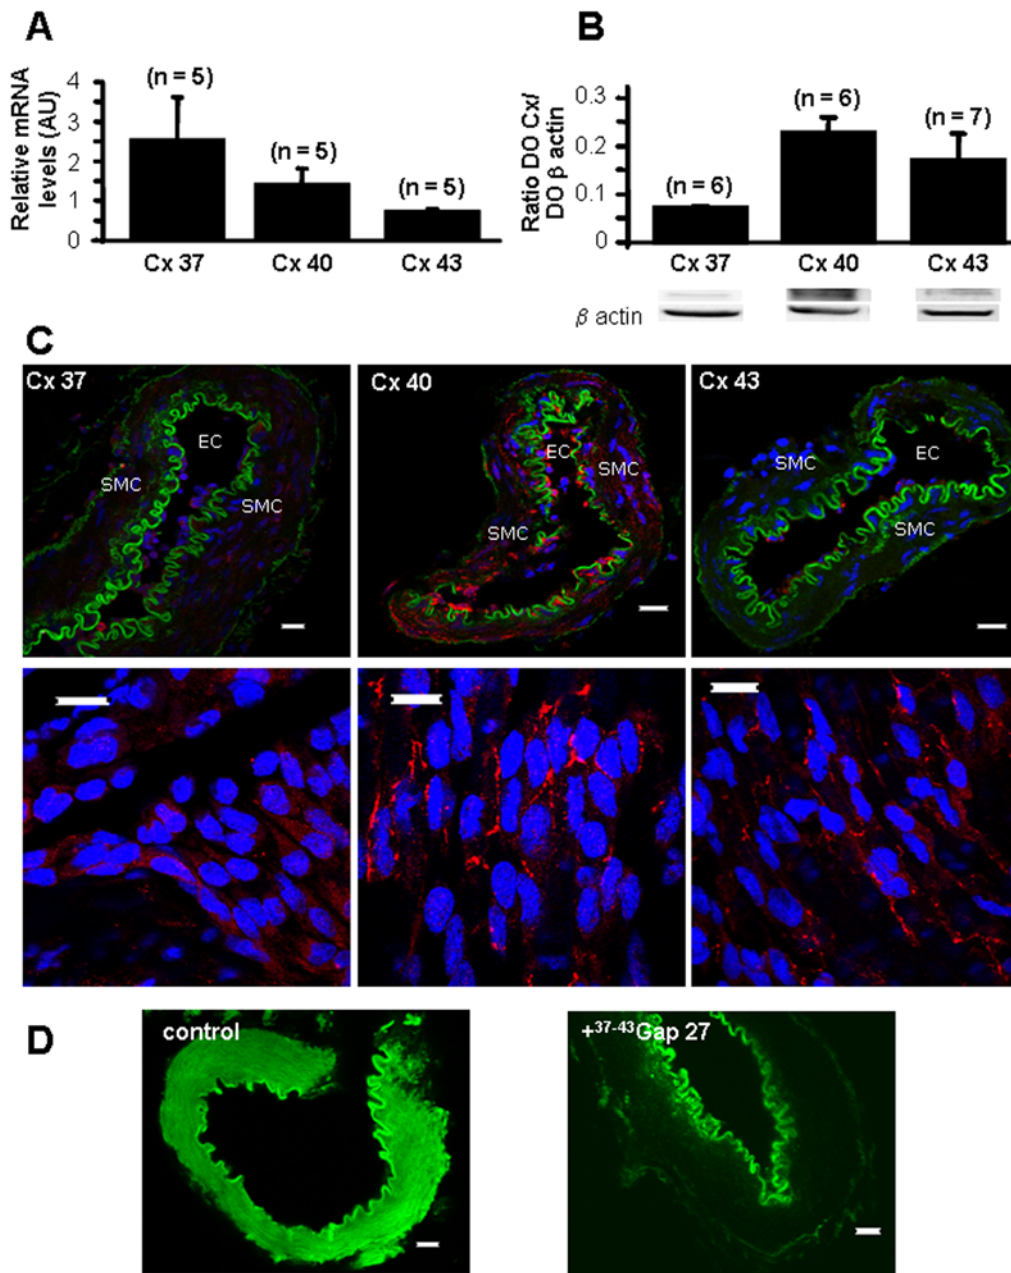 A
Relative mRNA
levels (AU)
4
3
2
1
0
(n = 5)
(n = 5)
(n = 5)
Cx 37
Cx 40
Cx 43
B
Ratio DO Cx/
DO β actin
0.3
0.2
0.1
0
(n = 6)
(n = 6)
(n = 7)
Cx 37
Cx 40
Cx 43
β actin
C
Cx 37
EC
SMC
SMC
Cx 40
EC
SMC
SMC
Cx 43
SMC
EC
SMC
D
control
+³⁷⁻⁴³Gap 27